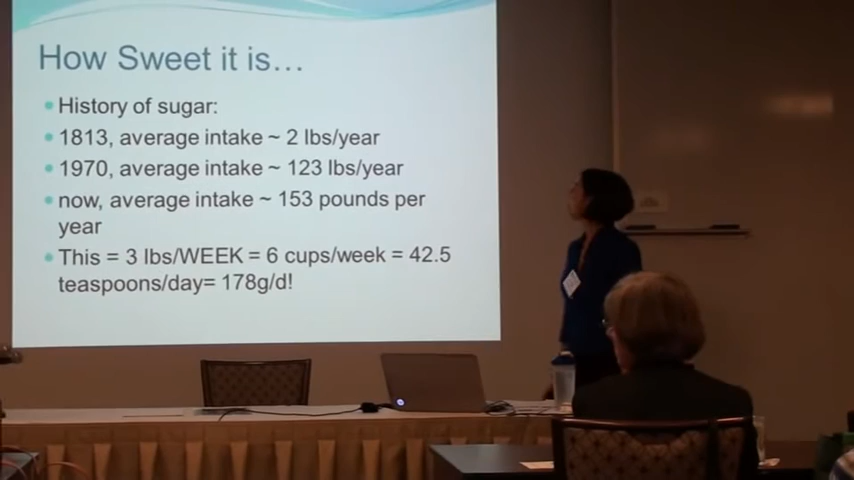 How Sweet it is…
History of sugar:
1813, average intake ~ 2 lbs/year
1970, average intake ~ 123 lbs/year
now, average intake ~ 153 pounds per
year
This = 3 lbs/WEEK = 6 cups/week = 42.5
teaspoons/day= 178g/d!